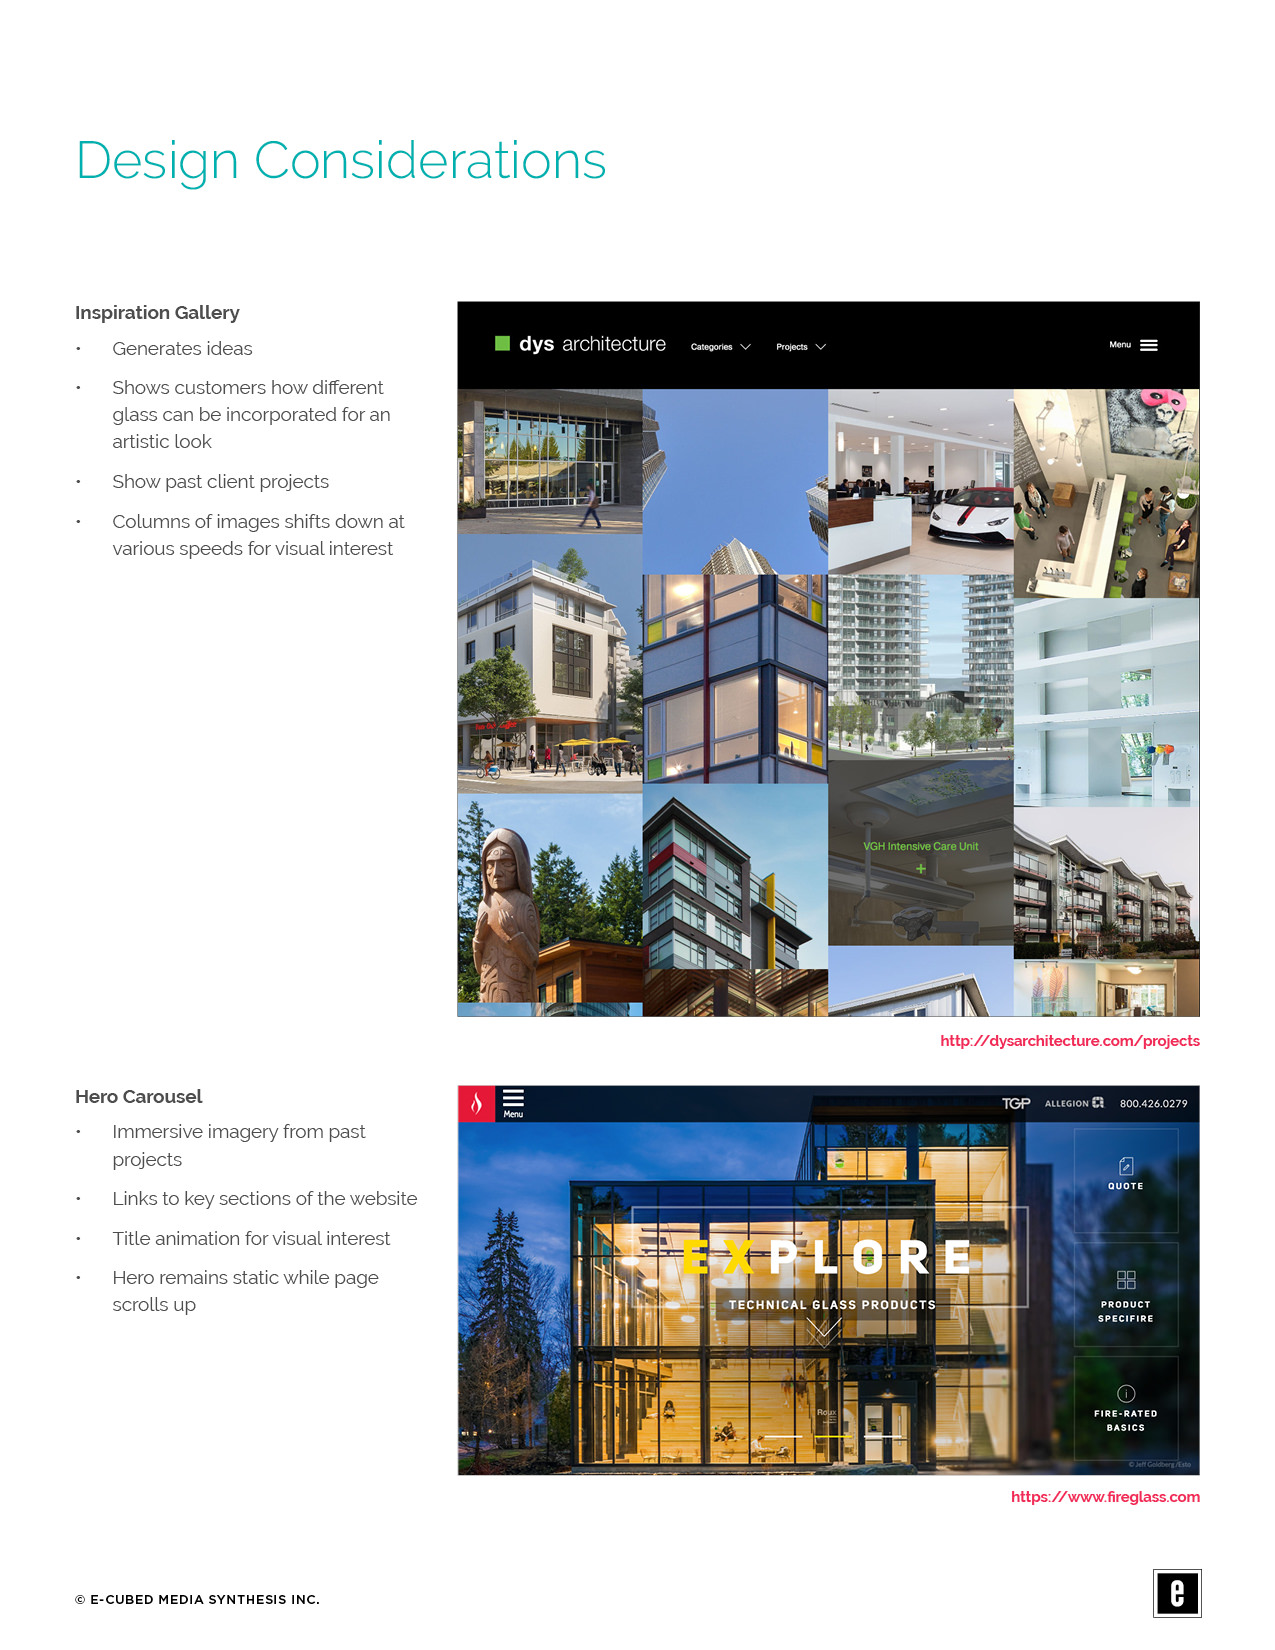 Design Considerations
Inspiration Gallery
• Generates ideas
• Shows customers how different
glass can be incorporated for an
artistic look
• Show past client projects
• Columns of images shifts down at
various speeds for visual interest
dys architecture
Categories
Projects
Menu
VGH Intensive Care Unit
+
http://dysarchitecture.com/projects
Hero Carousel
• Immersive imagery from past
projects
• Links to key sections of the website
• Title animation for visual interest
• Hero remains static while page
scrolls up
Menu
TGP
ALLEGION
800.426.0279
QUOTE
EXPLORE
TECHNICAL GLASS PRODUCTS
PRODUCT
SPECIFIRE
FIRE-RATED
BASICS
Roux
© Jeff Goldberg/Esto
https://www.fireglass.com
© E-CUBED MEDIA SYNTHESIS INC.
e